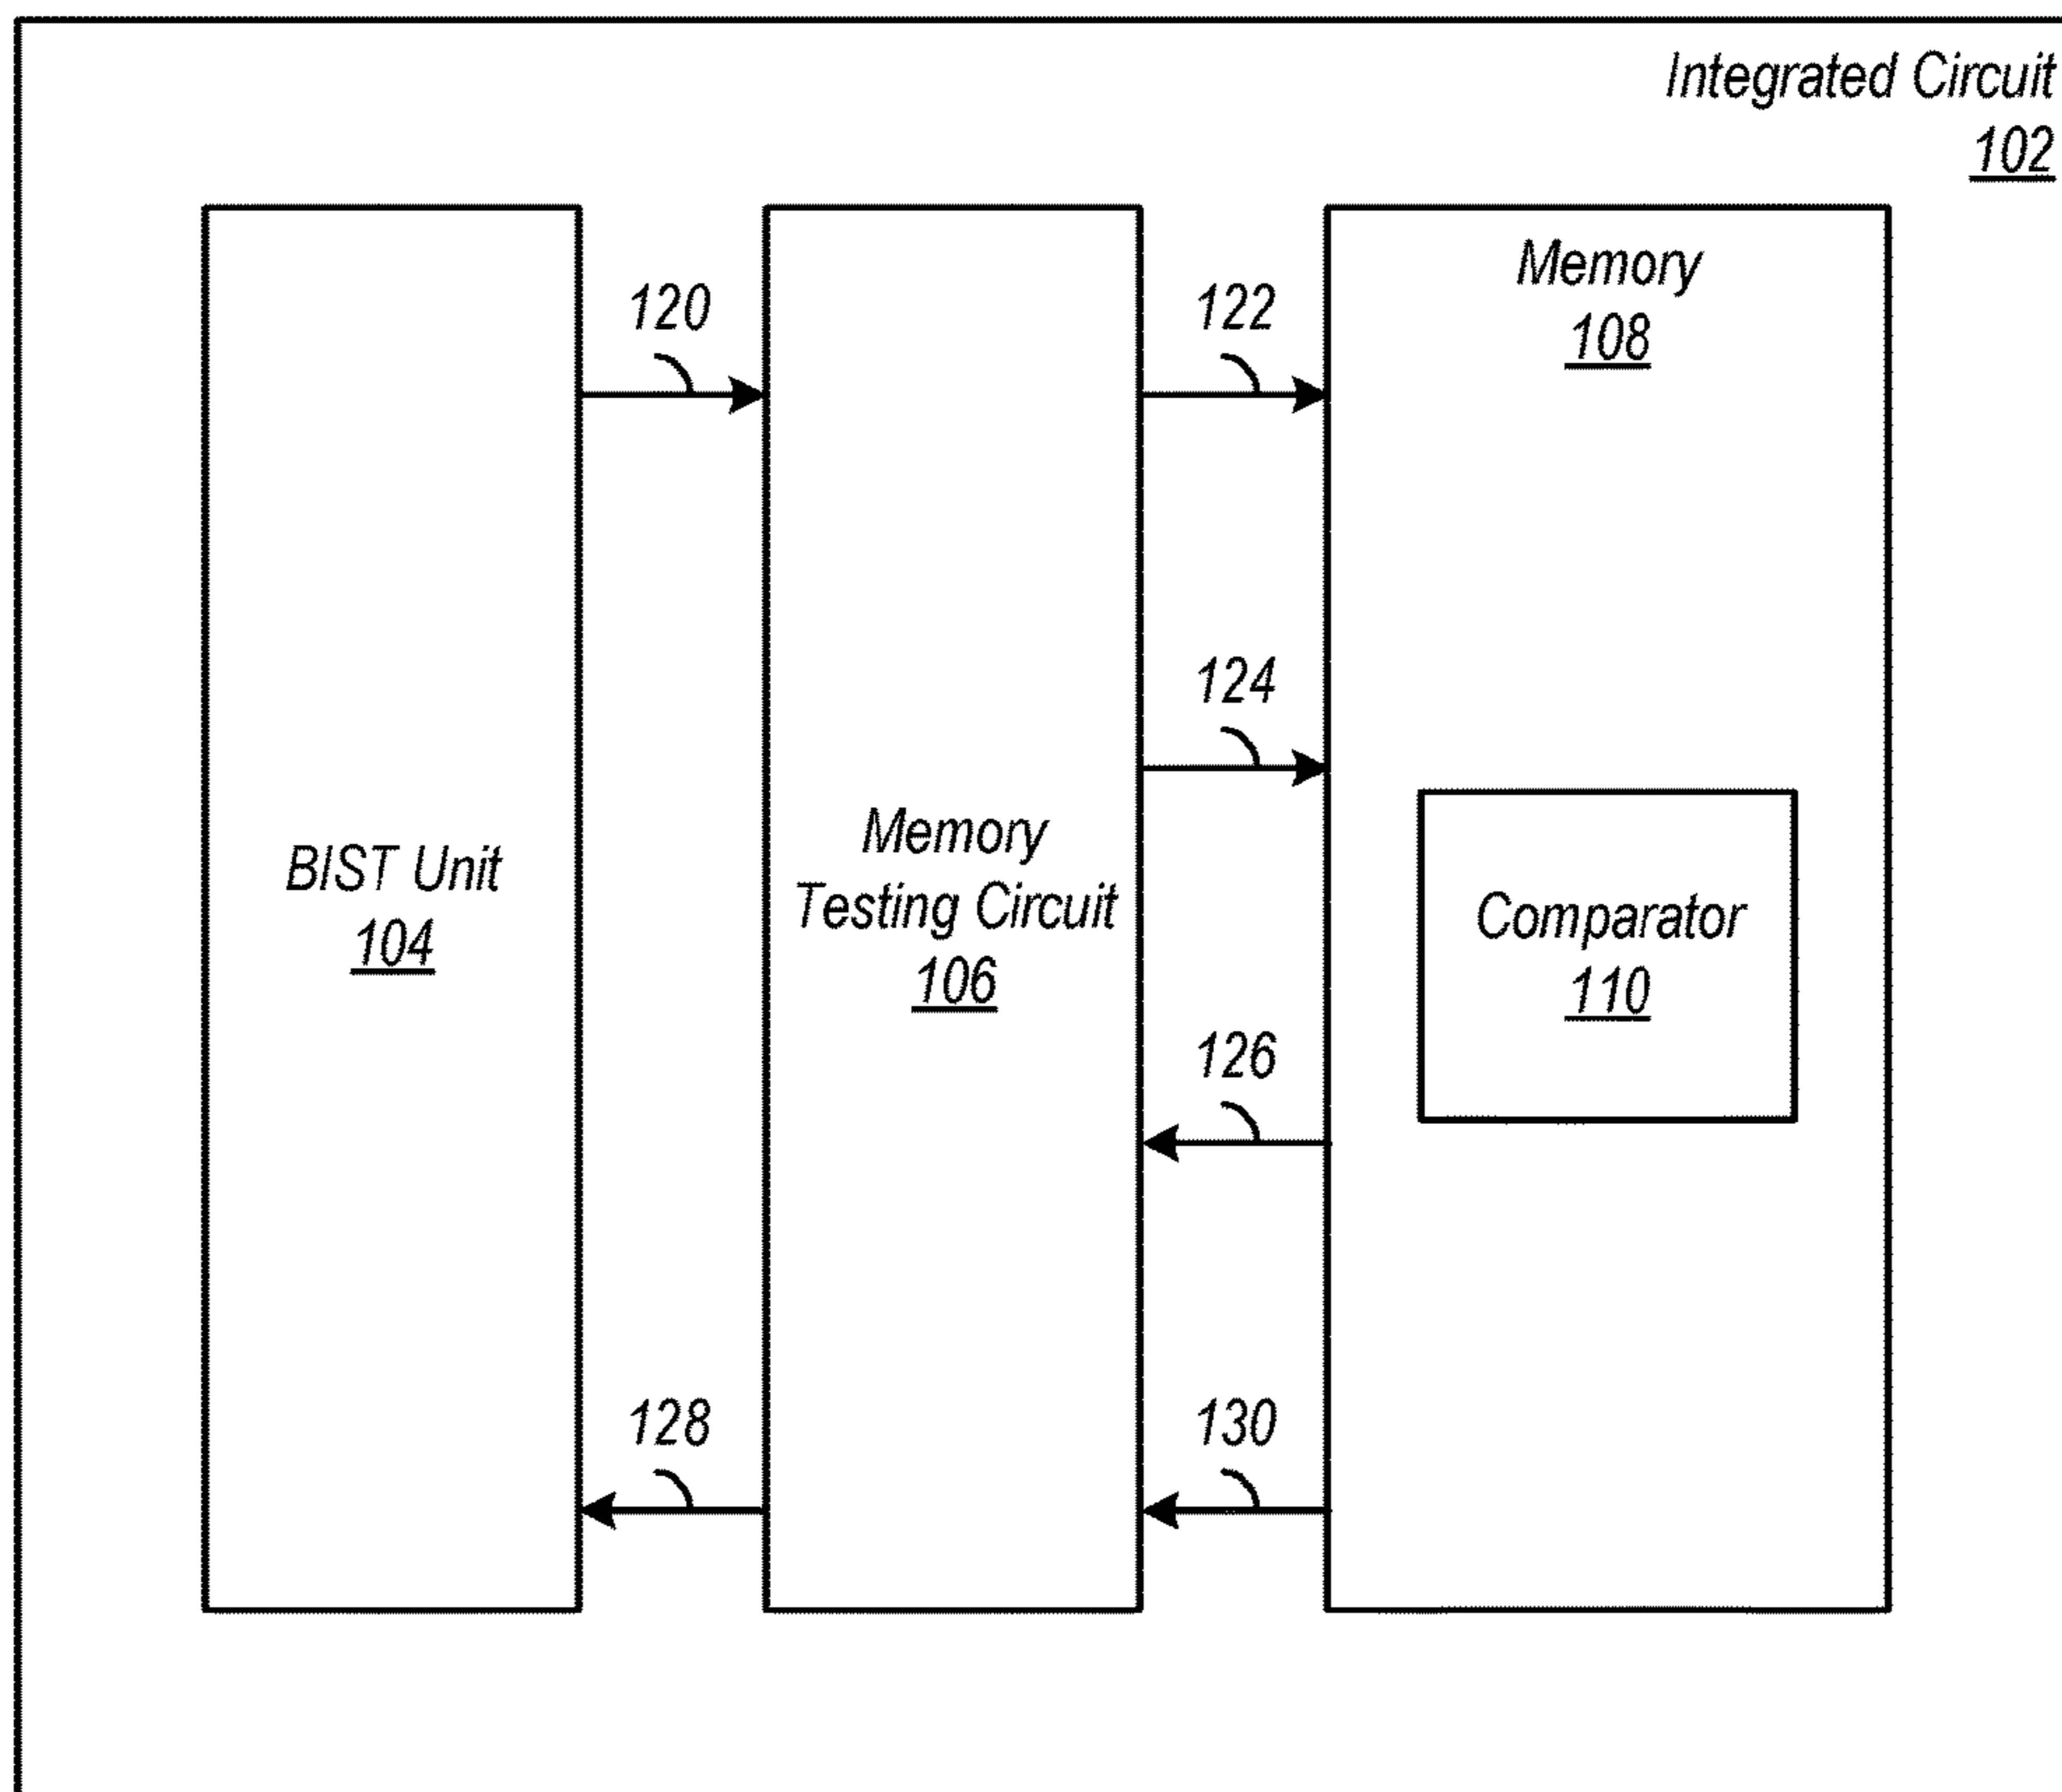 Integrated Circuit
102
Memory
108
120
122
124
BIST Unit
104
Memory
Testing Circuit
106
Comparator
110
126
128
130